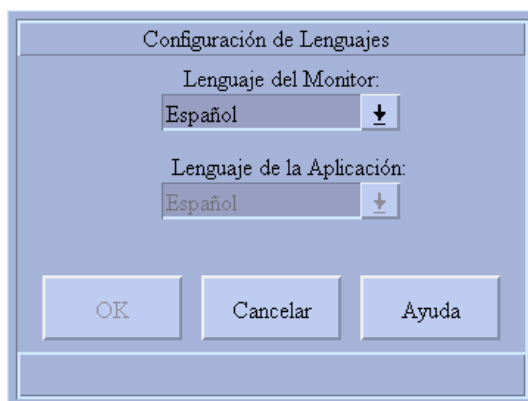 Configuración de Lenguajes
Lenguaje del Monitor:
Español
Lenguaje de la Aplicación:
Español
OK Cancelar Ayuda